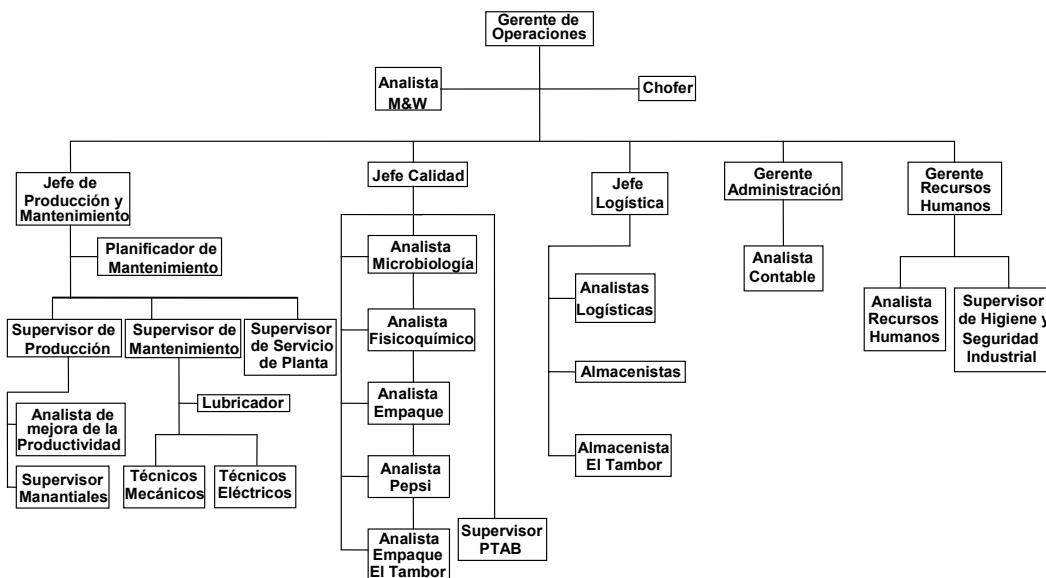 Gerente de
Operaciones
Analista
M&W
Chofer
Jefe de
Producción y
Mantenimiento
Jefe Calidad
Jefe
Logística
Gerente
Administración
Gerente
Recursos
Humanos
Planificador de
Mantenimiento
Analista
Microbiología
Analista
Contable
Analistas
Logísticas
Analista
Recursos
Humanos
Supervisor
de Higiene y
Seguridad
Industrial
Supervisor de
Producción
Supervisor de
Mantenimiento
Supervisor
de Servicio
de Planta
Analista
Fisicoquímico
Almacenistas
Analista
Empaque
Lubricador
Analista de
mejora de la
Productividad
Almacenista
El Tambor
Supervisor
Manantiales
Técnicos
Mecánicos
Técnicos
Eléctricos
Analista
Pepsi
Analista
Empaque
El Tambor
Supervisor
PTAB